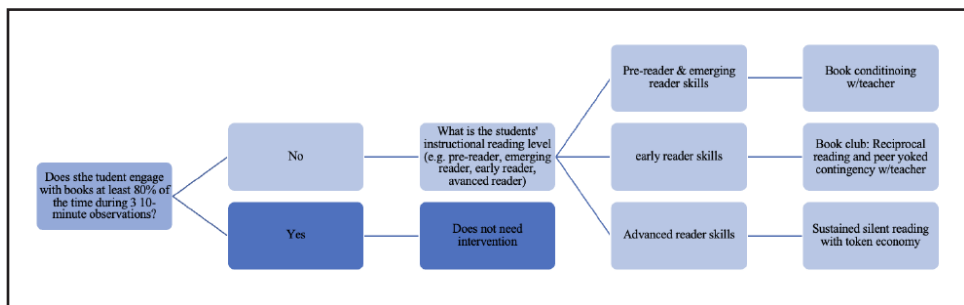 Does sthe tudent engage
with books at least 80% of
the time during 3 10-
minute observations?
No
Yes
What is the students'
instructional reading level
(e.g. pre-reader, emerging
reader, early reader,
avanced reader)
Does not need
intervention
Pre-reader & emerging
reader skills
early reader skills
Advanced reader skills
Book conditinoing
w/teacher
Book club: Reciprocal
reading and peer yoked
contingency w/teacher
Sustained silent reading
with token economy